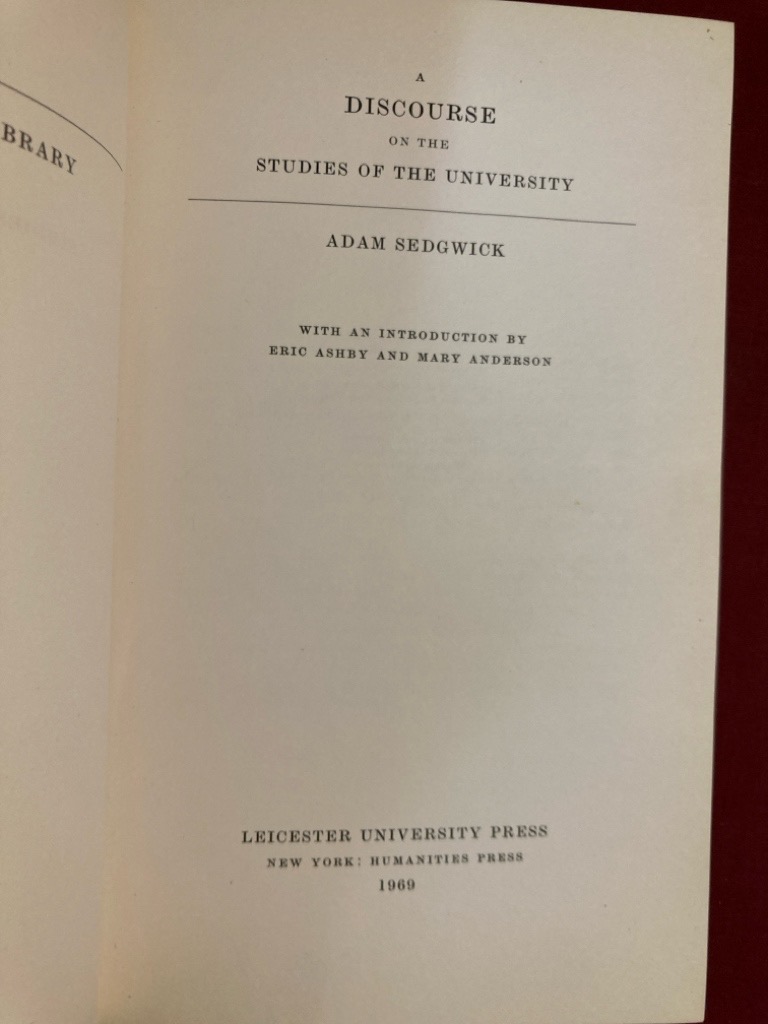 BRARY
A
DISCOURSE
ON THE
STUDIES OF THE UNIVERSITY
ADAM SEDGWICK
WITH AN INTRODUCTION BY
ERIC ASHBY AND MARY ANDERSON
LEICESTER UNIVERSITY PRESS
NEW YORK: HUMANITIES PRESS
1969